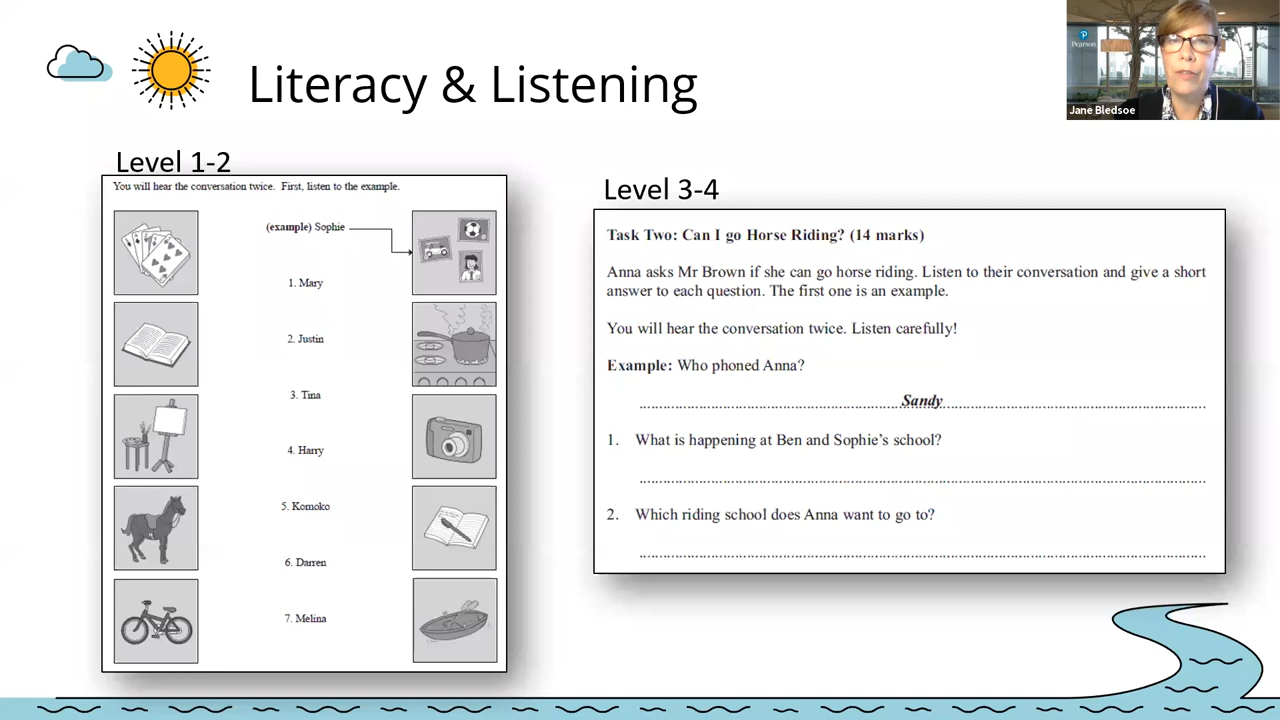 Literacy & Listening
Pearson
Jane Bledsoe
Level 1-2
You will hear the conversation twice. First, listen to the example.
(example) Sophie
1. Mary
2. Justin
3. Tina
4. Harry
5. Komoko
6. Darren
7. Melina
Level 3-4
Task Two: Can I go Horse Riding? (14 marks)
Anna asks Mr Brown if she can go horse riding. Listen to their conversation and give a short
answer to each question. The first one is an example.
You will hear the conversation twice. Listen carefully!
Example: Who phoned Anna?
Sandy
1. What is happening at Ben and Sophie's school?
2. Which riding school does Anna want to go to?